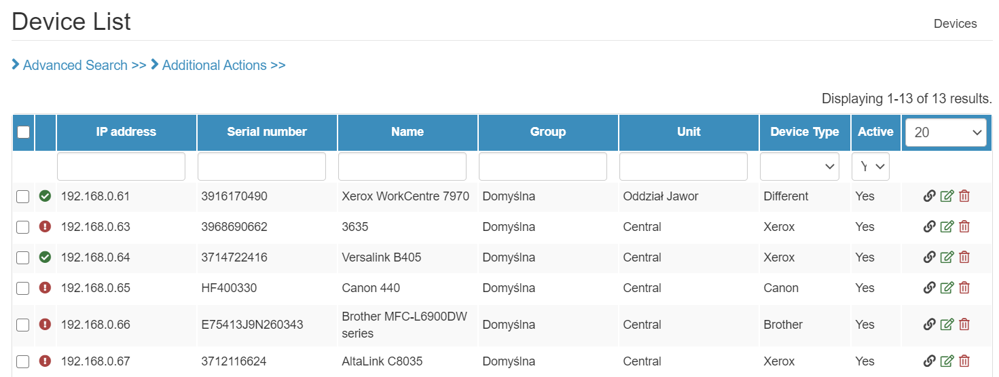 Device List
Devices
Advanced Search >> Additional Actions >>
Displaying 1-13 of 13 results.
IP address Serial number Name Group Unit Device Type Active 20
Y
192.168.0.61 3916170490 Xerox WorkCentre 7970 Domyślna Oddział Jawor Different Yes
192.168.0.63 3968690662 3635 Domyślna Central Xerox Yes
192.168.0.64 3714722416 Versalink B405 Domyślna Central Xerox Yes
192.168.0.65 HF400330 Canon 440 Domyślna Central Canon Yes
192.168.0.66 E75413J9N260343 Brother MFC-L6900DW series Domyślna Central Brother Yes
192.168.0.67 3712116624 AltaLink C8035 Domyślna Central Xerox Yes